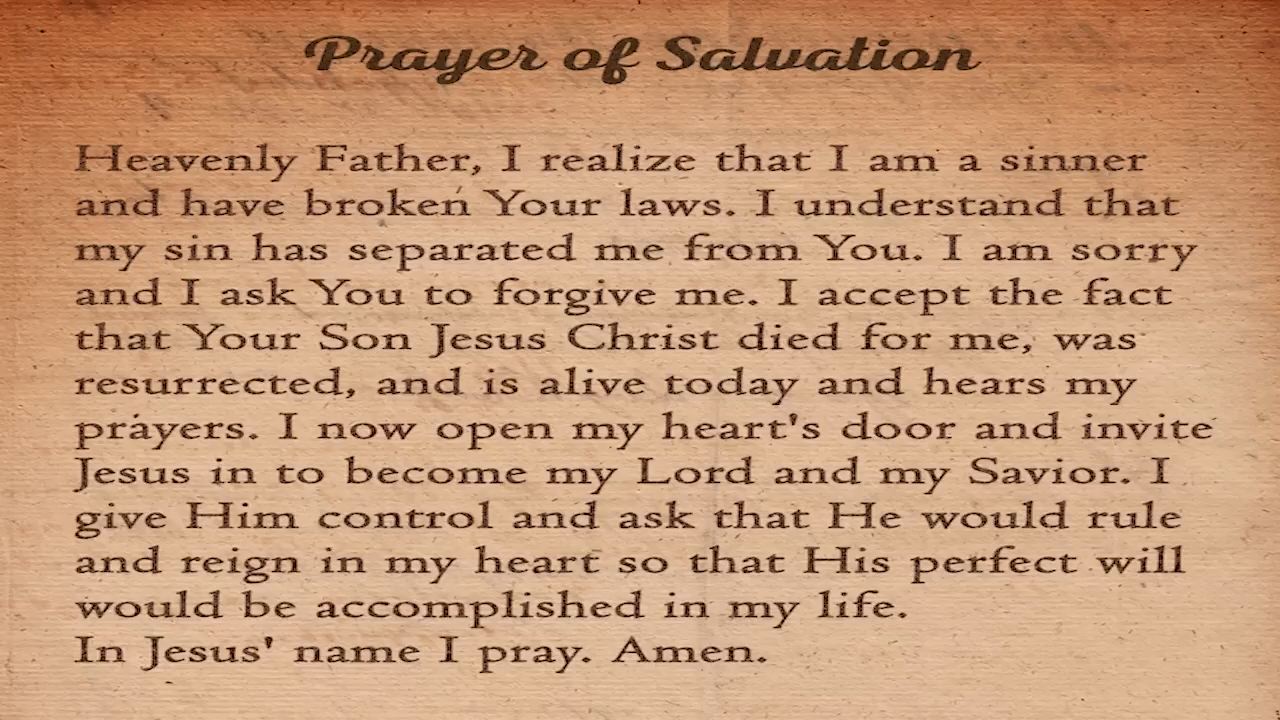 Prayer of Salvation
Heavenly Father, I realize that I am a sinner
and have broken Your laws. I understand that
my sin has separated me from You. I am sorry
and I ask You to forgive me. I accept the fact
that Your Son Jesus Christ died for me, was
resurrected, and is alive today and hears my
prayers. I now open my heart's door and invite
Jesus in to become my Lord and my Savior. I
give Him control and ask that He would rule
and reign in my heart so that His perfect will
would be accomplished in my life.
In Jesus' name I pray. Amen.